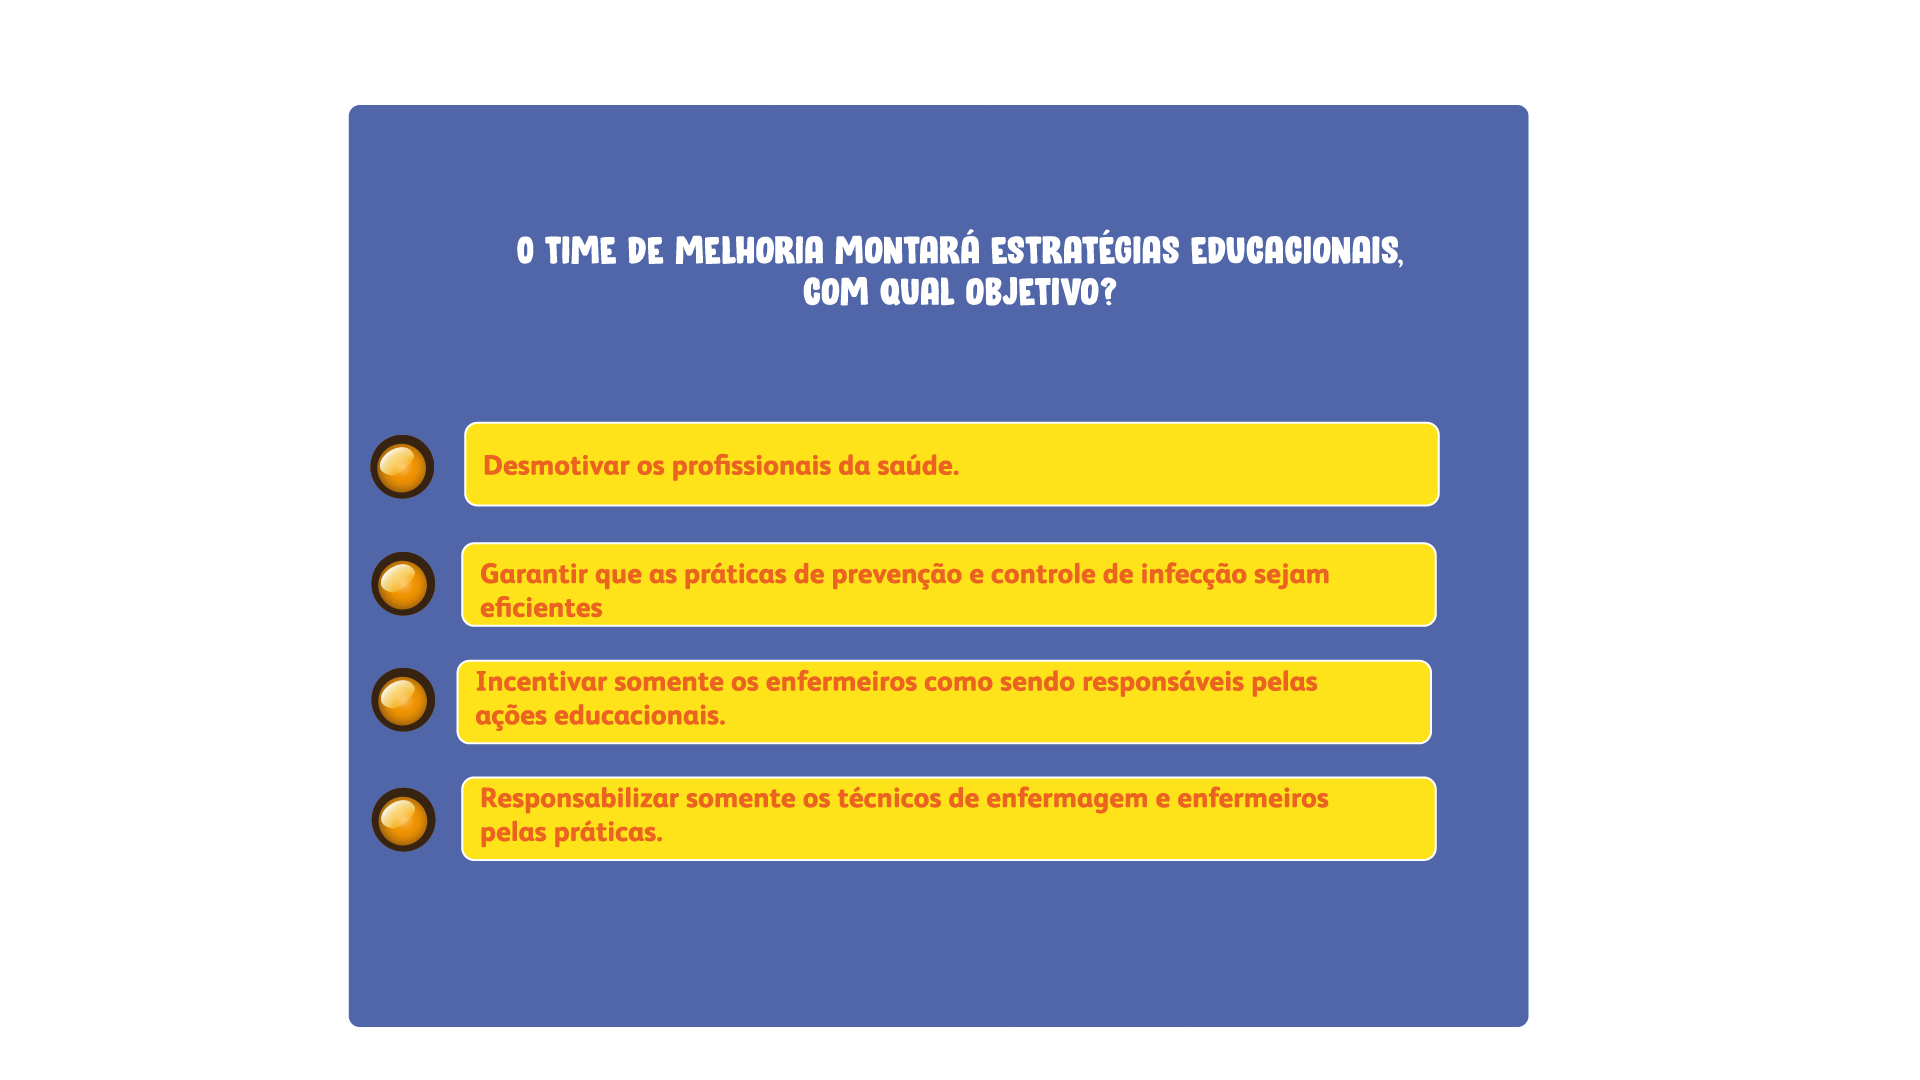 O TIME DE MELHORIA MONTARÁ ESTRATÉGIAS EDUCACIONAIS,
COM QUAL OBJETIVO?
Desmotivar os profissionais da saúde.
Garantir que as práticas de prevenção e controle de infecção sejam
eficientes
Incentivar somente os enfermeiros como sendo responsáveis pelas
ações educacionais.
Responsabilizar somente os técnicos de enfermagem e enfermeiros
pelas práticas.